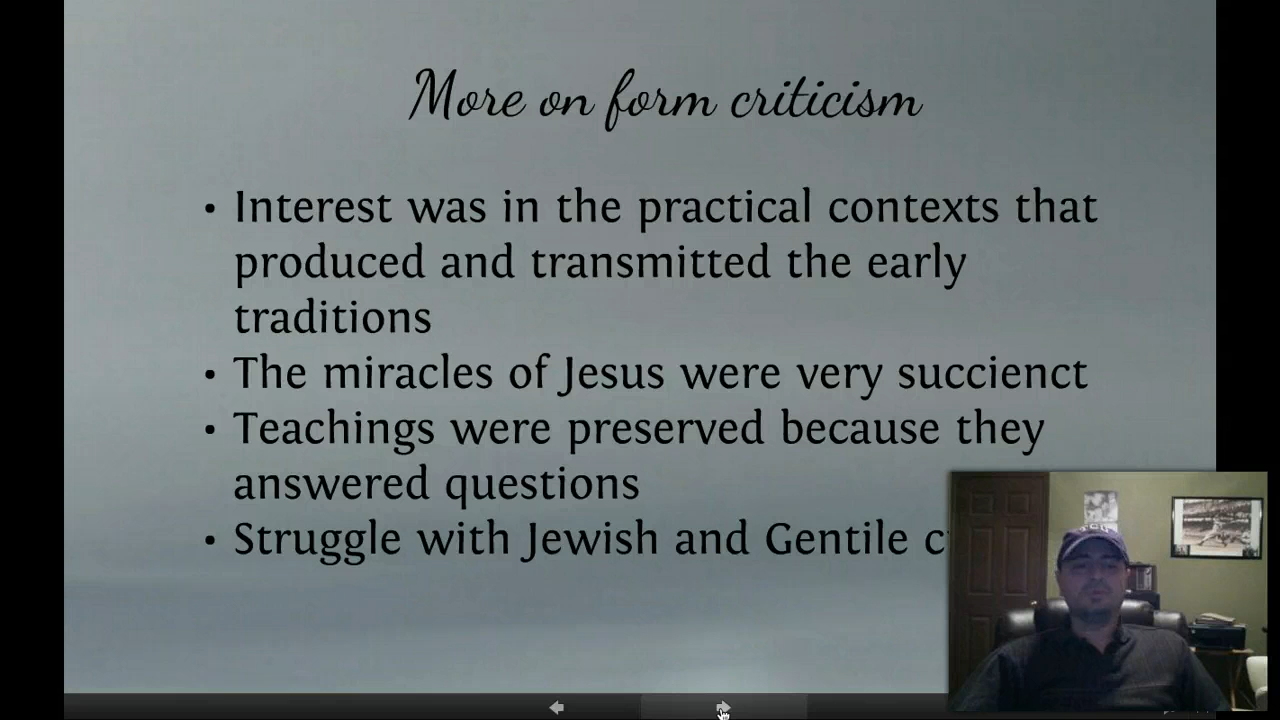 More on form criticism
• Interest was in the practical contexts that
produced and transmitted the early
traditions
• The miracles of Jesus were very succienct
• Teachings were preserved because they
answered questions
• Struggle with Jewish and Gentile